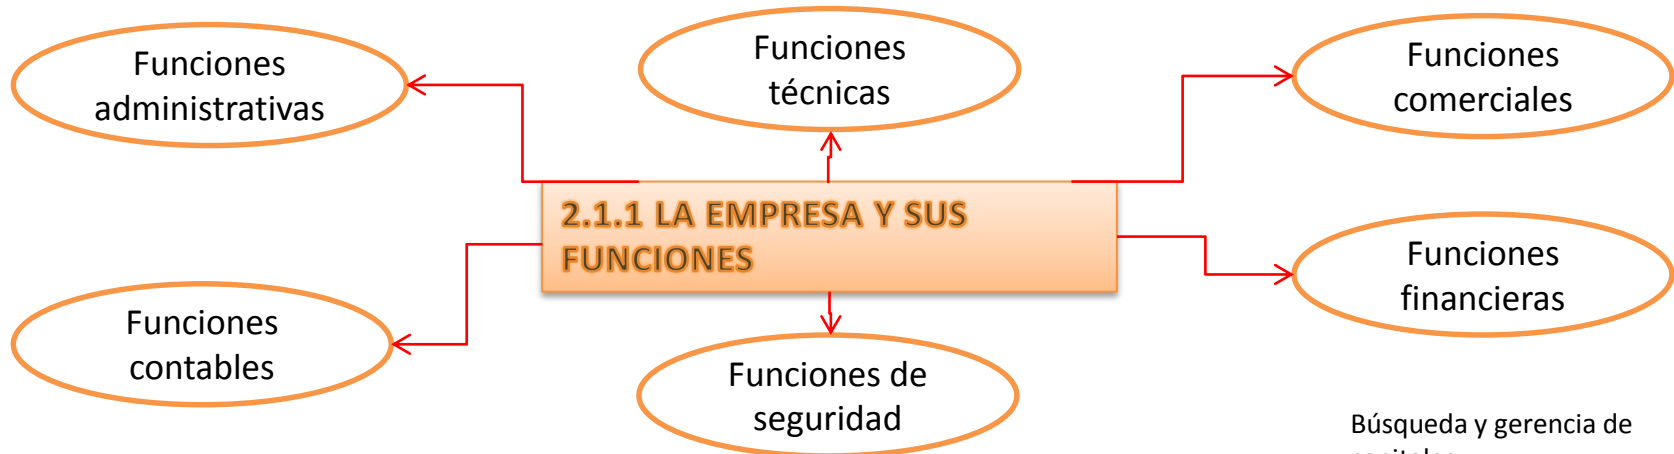 Funciones
administrativas
Funciones
técnicas
Funciones
comerciales
2.1.1 LA EMPRESA Y SUS
FUNCIONES
Funciones
contables
Funciones de
seguridad
Funciones
financieras
Búsqueda y gerencia de